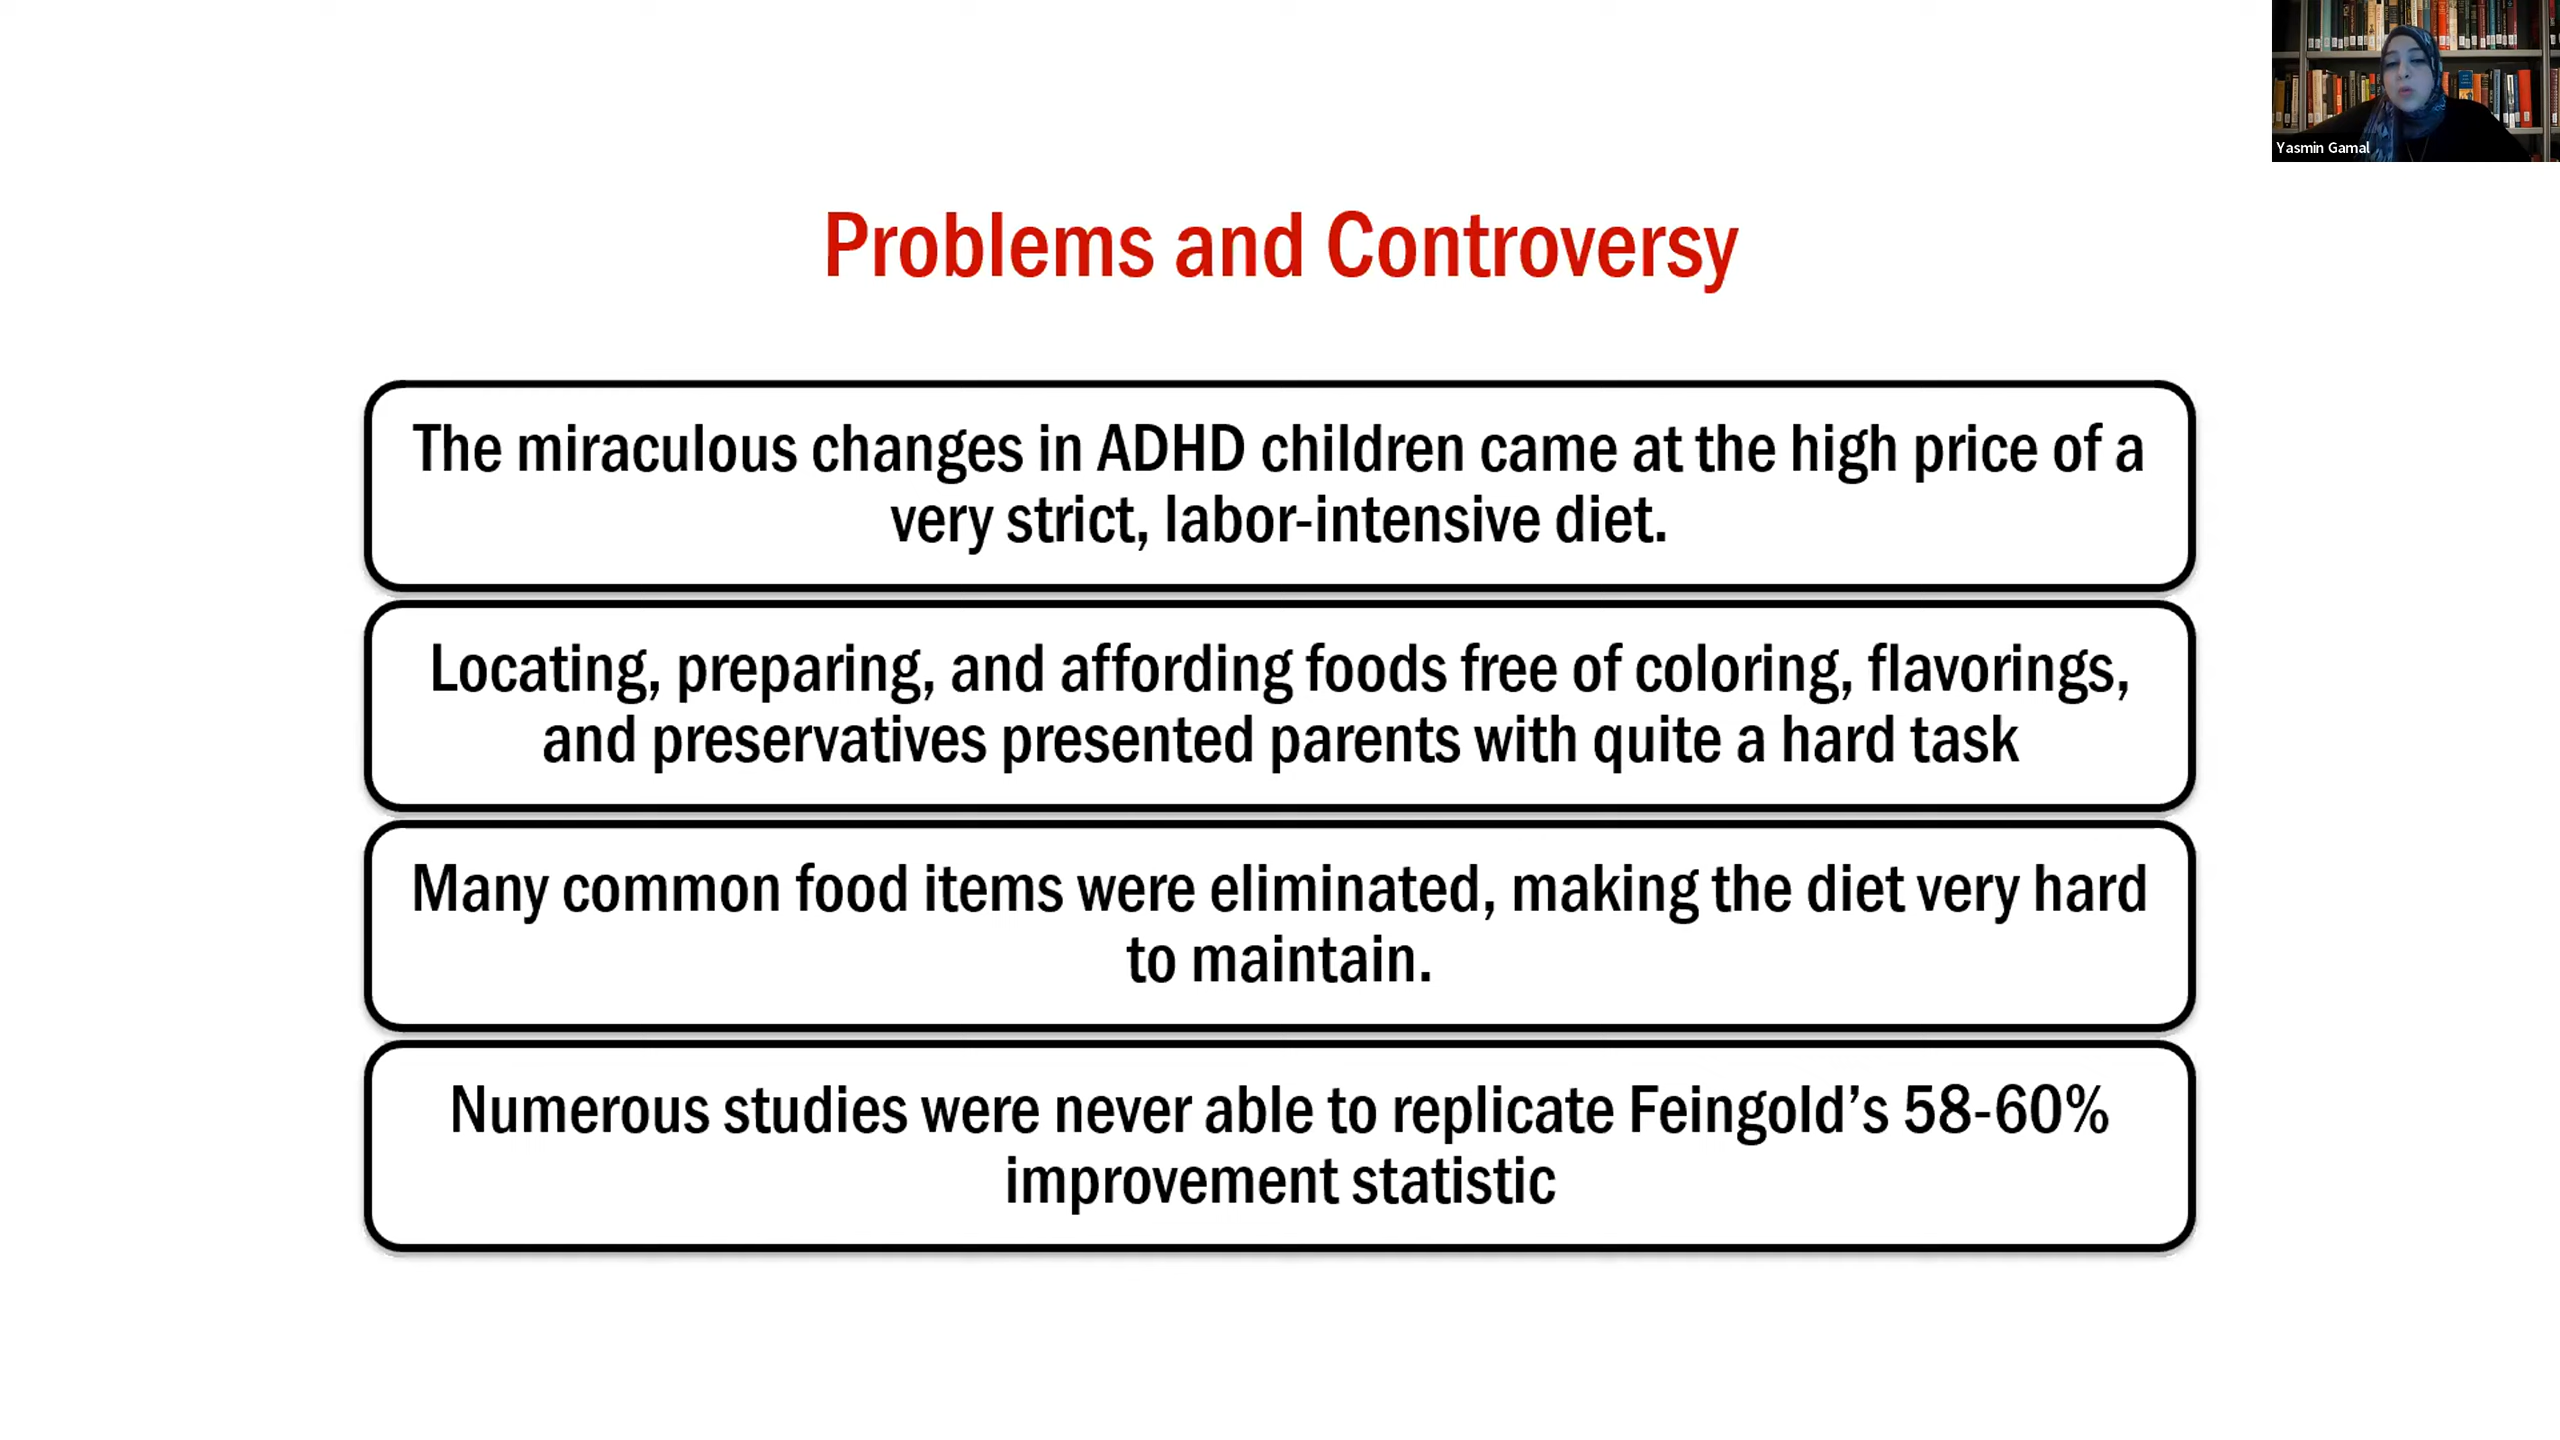 Yasmin Gamal
Problems and Controversy
The miraculous changes in ADHD children came at the high price of a
very strict, labor-intensive diet.
Locating, preparing, and affording foods free of coloring, flavorings,
and preservatives presented parents with quite a hard task
Many common food items were eliminated, making the diet very hard
to maintain.
Numerous studies were never able to replicate Feingold’s 58-60%
improvement statistic